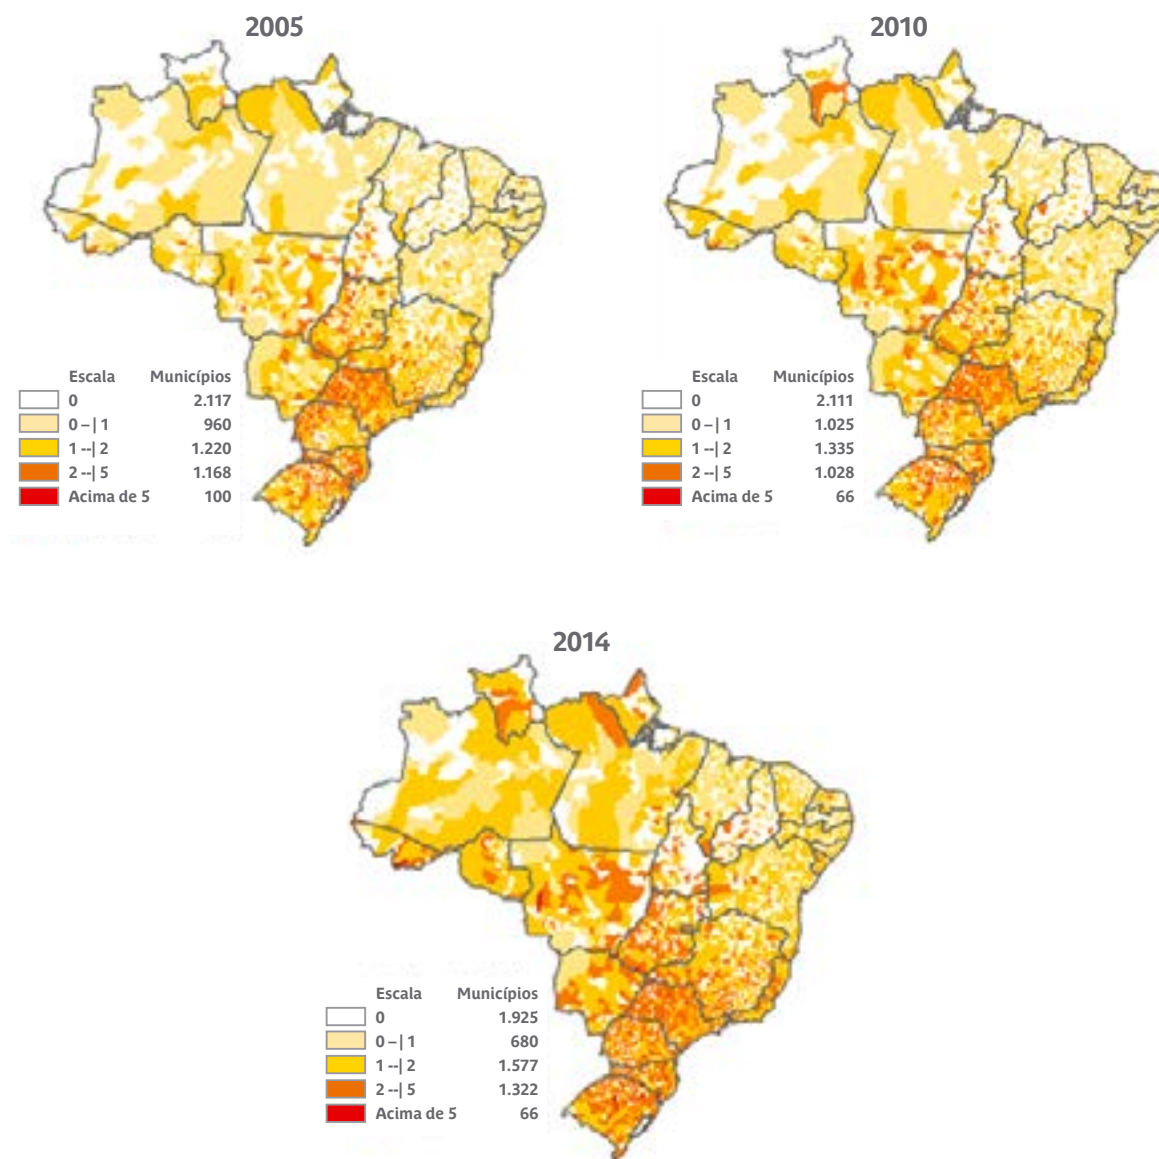 2005
Escala Municípios
0 2.117
0 –| 1 960
1 --| 2 1.220
2 --| 5 1.168
Acima de 5 100
2010
Escala Municípios
0 2.111
0 –| 1 1.025
1 --| 2 1.335
2 --| 5 1.028
Acima de 5 66
2014
Escala Municípios
0 1.925
0 –| 1 680
1 --| 2 1.577
2 --| 5 1.322
Acima de 5 66